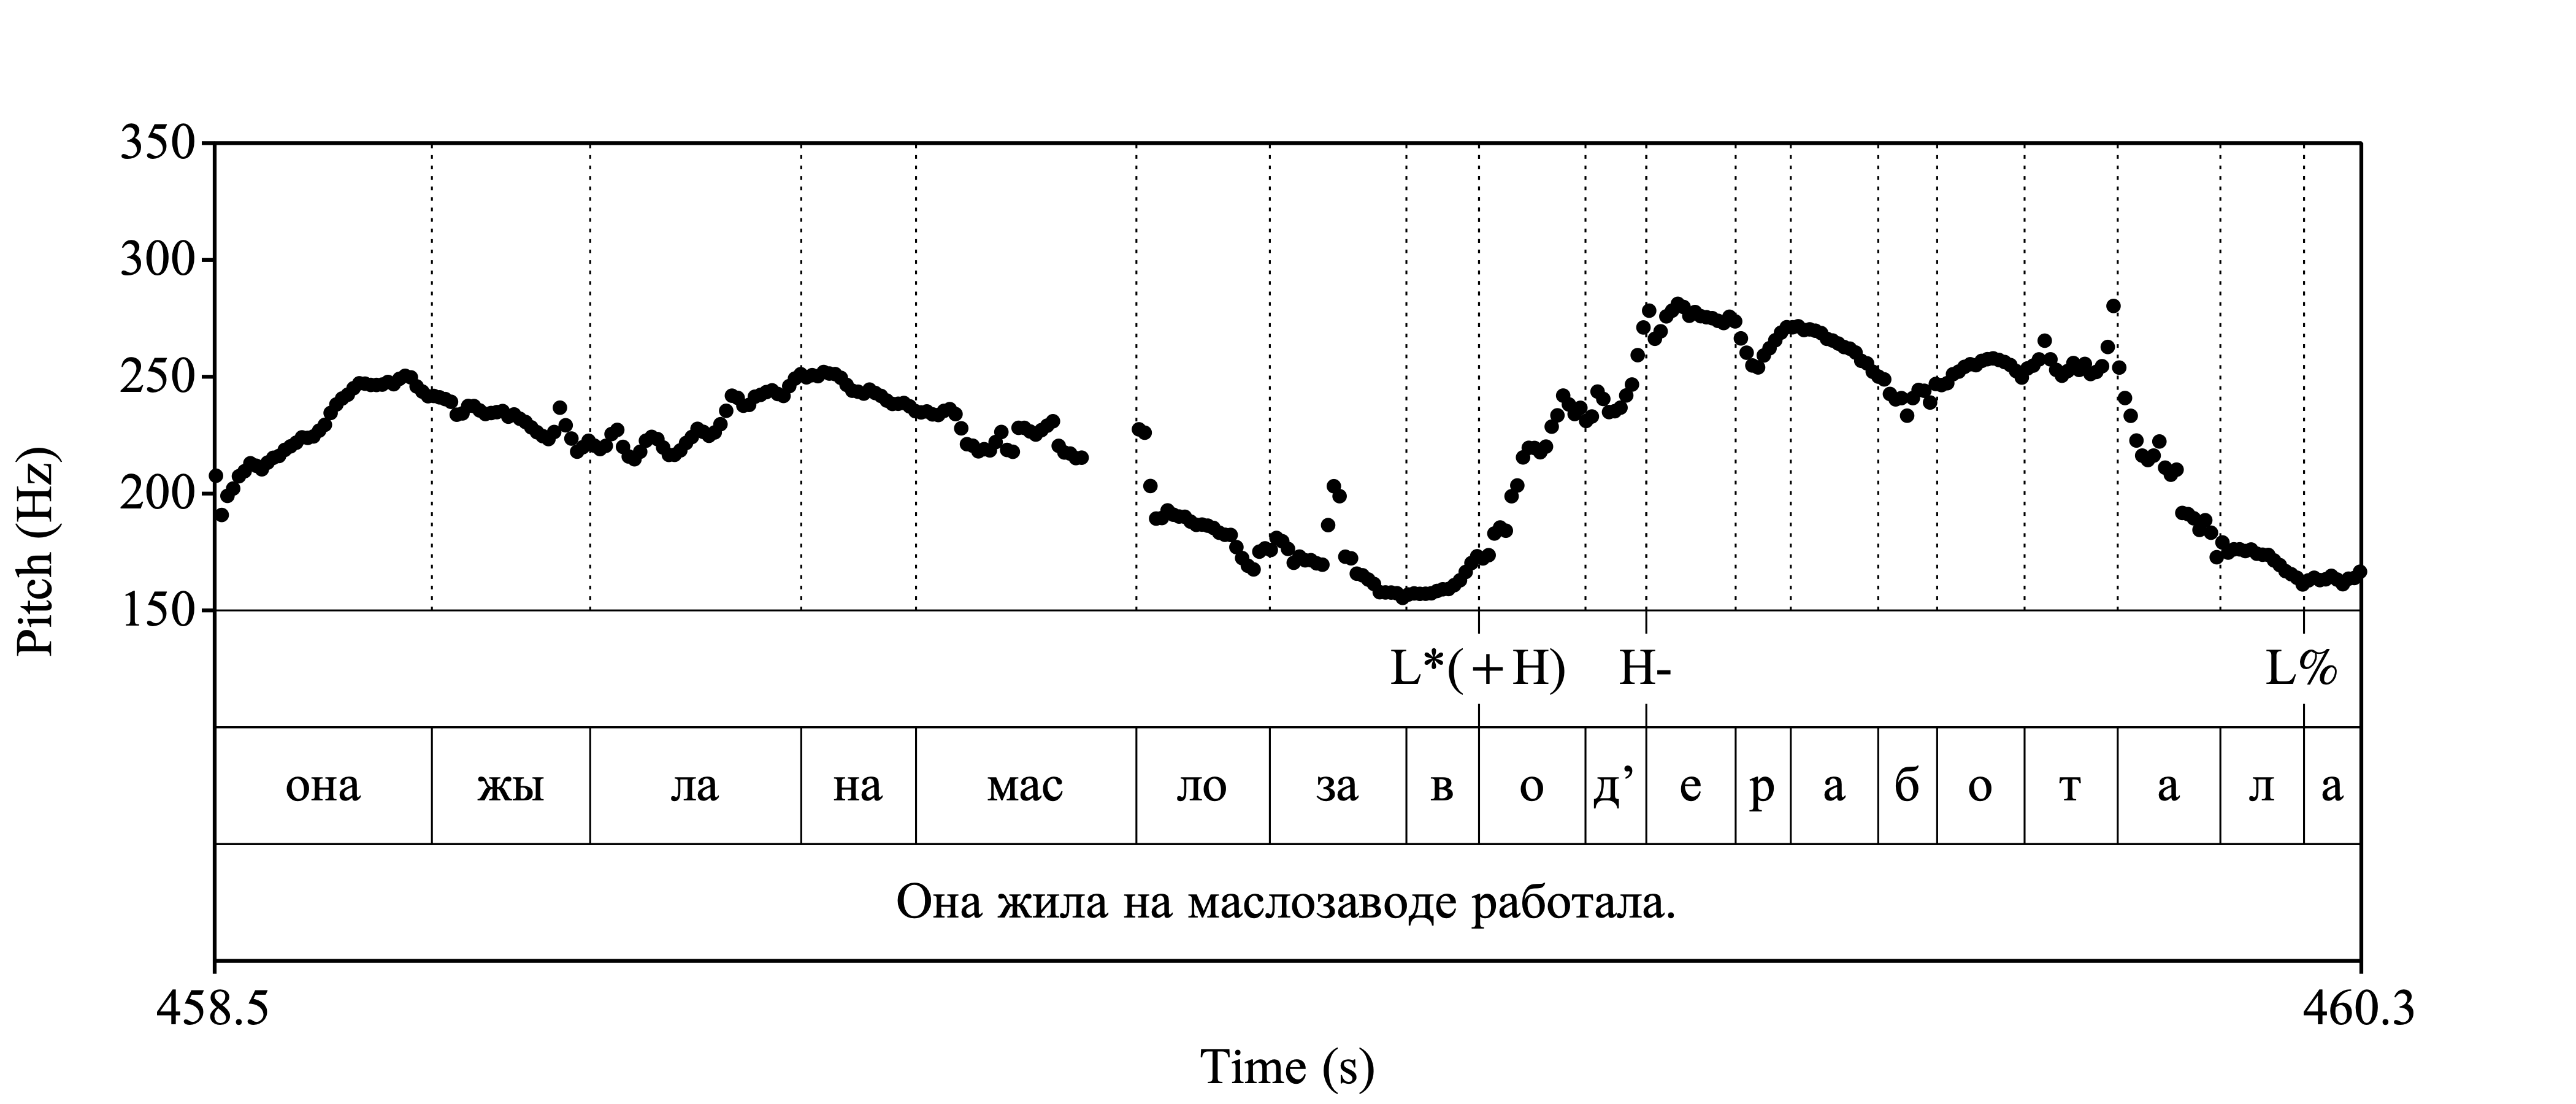 350
300
250
200
150
Pitch (Hz)
L*(+H) H- L%
она жы ла на мас ло за в о д’ е р а б о т а л а
Она жила на маслозаводе работала.
458.5 460.3
Time (s)